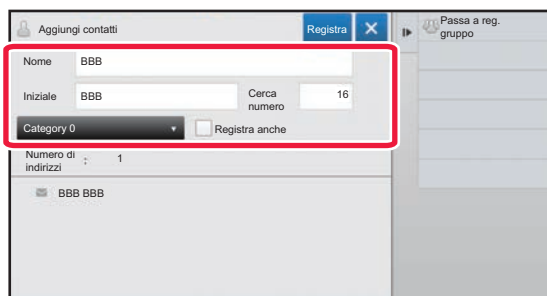 Aggiungi contatti
Registra
Passa a reg.
gruppo
Nome
BBB
Iniziale
BBB
Cerca
numero
16
Category 0
Registra anche
Numero di
indirizzi
:
1
BBB BBB